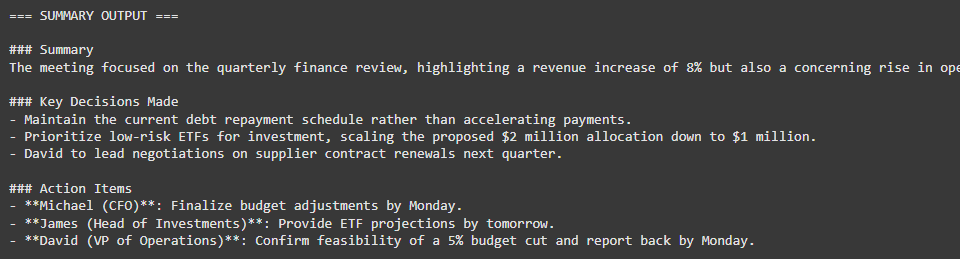 === SUMMARY OUTPUT ===
### Summary
The meeting focused on the quarterly finance review, highlighting a revenue increase of 8% but also a concerning rise in
### Key Decisions Made
- Maintain the current debt repayment schedule rather than accelerating payments.
- Prioritize low-risk ETFs for investment, scaling the proposed $2 million allocation down to $1 million.
- David to lead negotiations on supplier contract renewals next quarter.
### Action Items
- **Michael (CFO)**: Finalize budget adjustments by Monday.
- **James (Head of Investments)**: Provide ETF projections by tomorrow.
- **David (VP of Operations)**: Confirm feasibility of a 5% budget cut and report back by Monday.